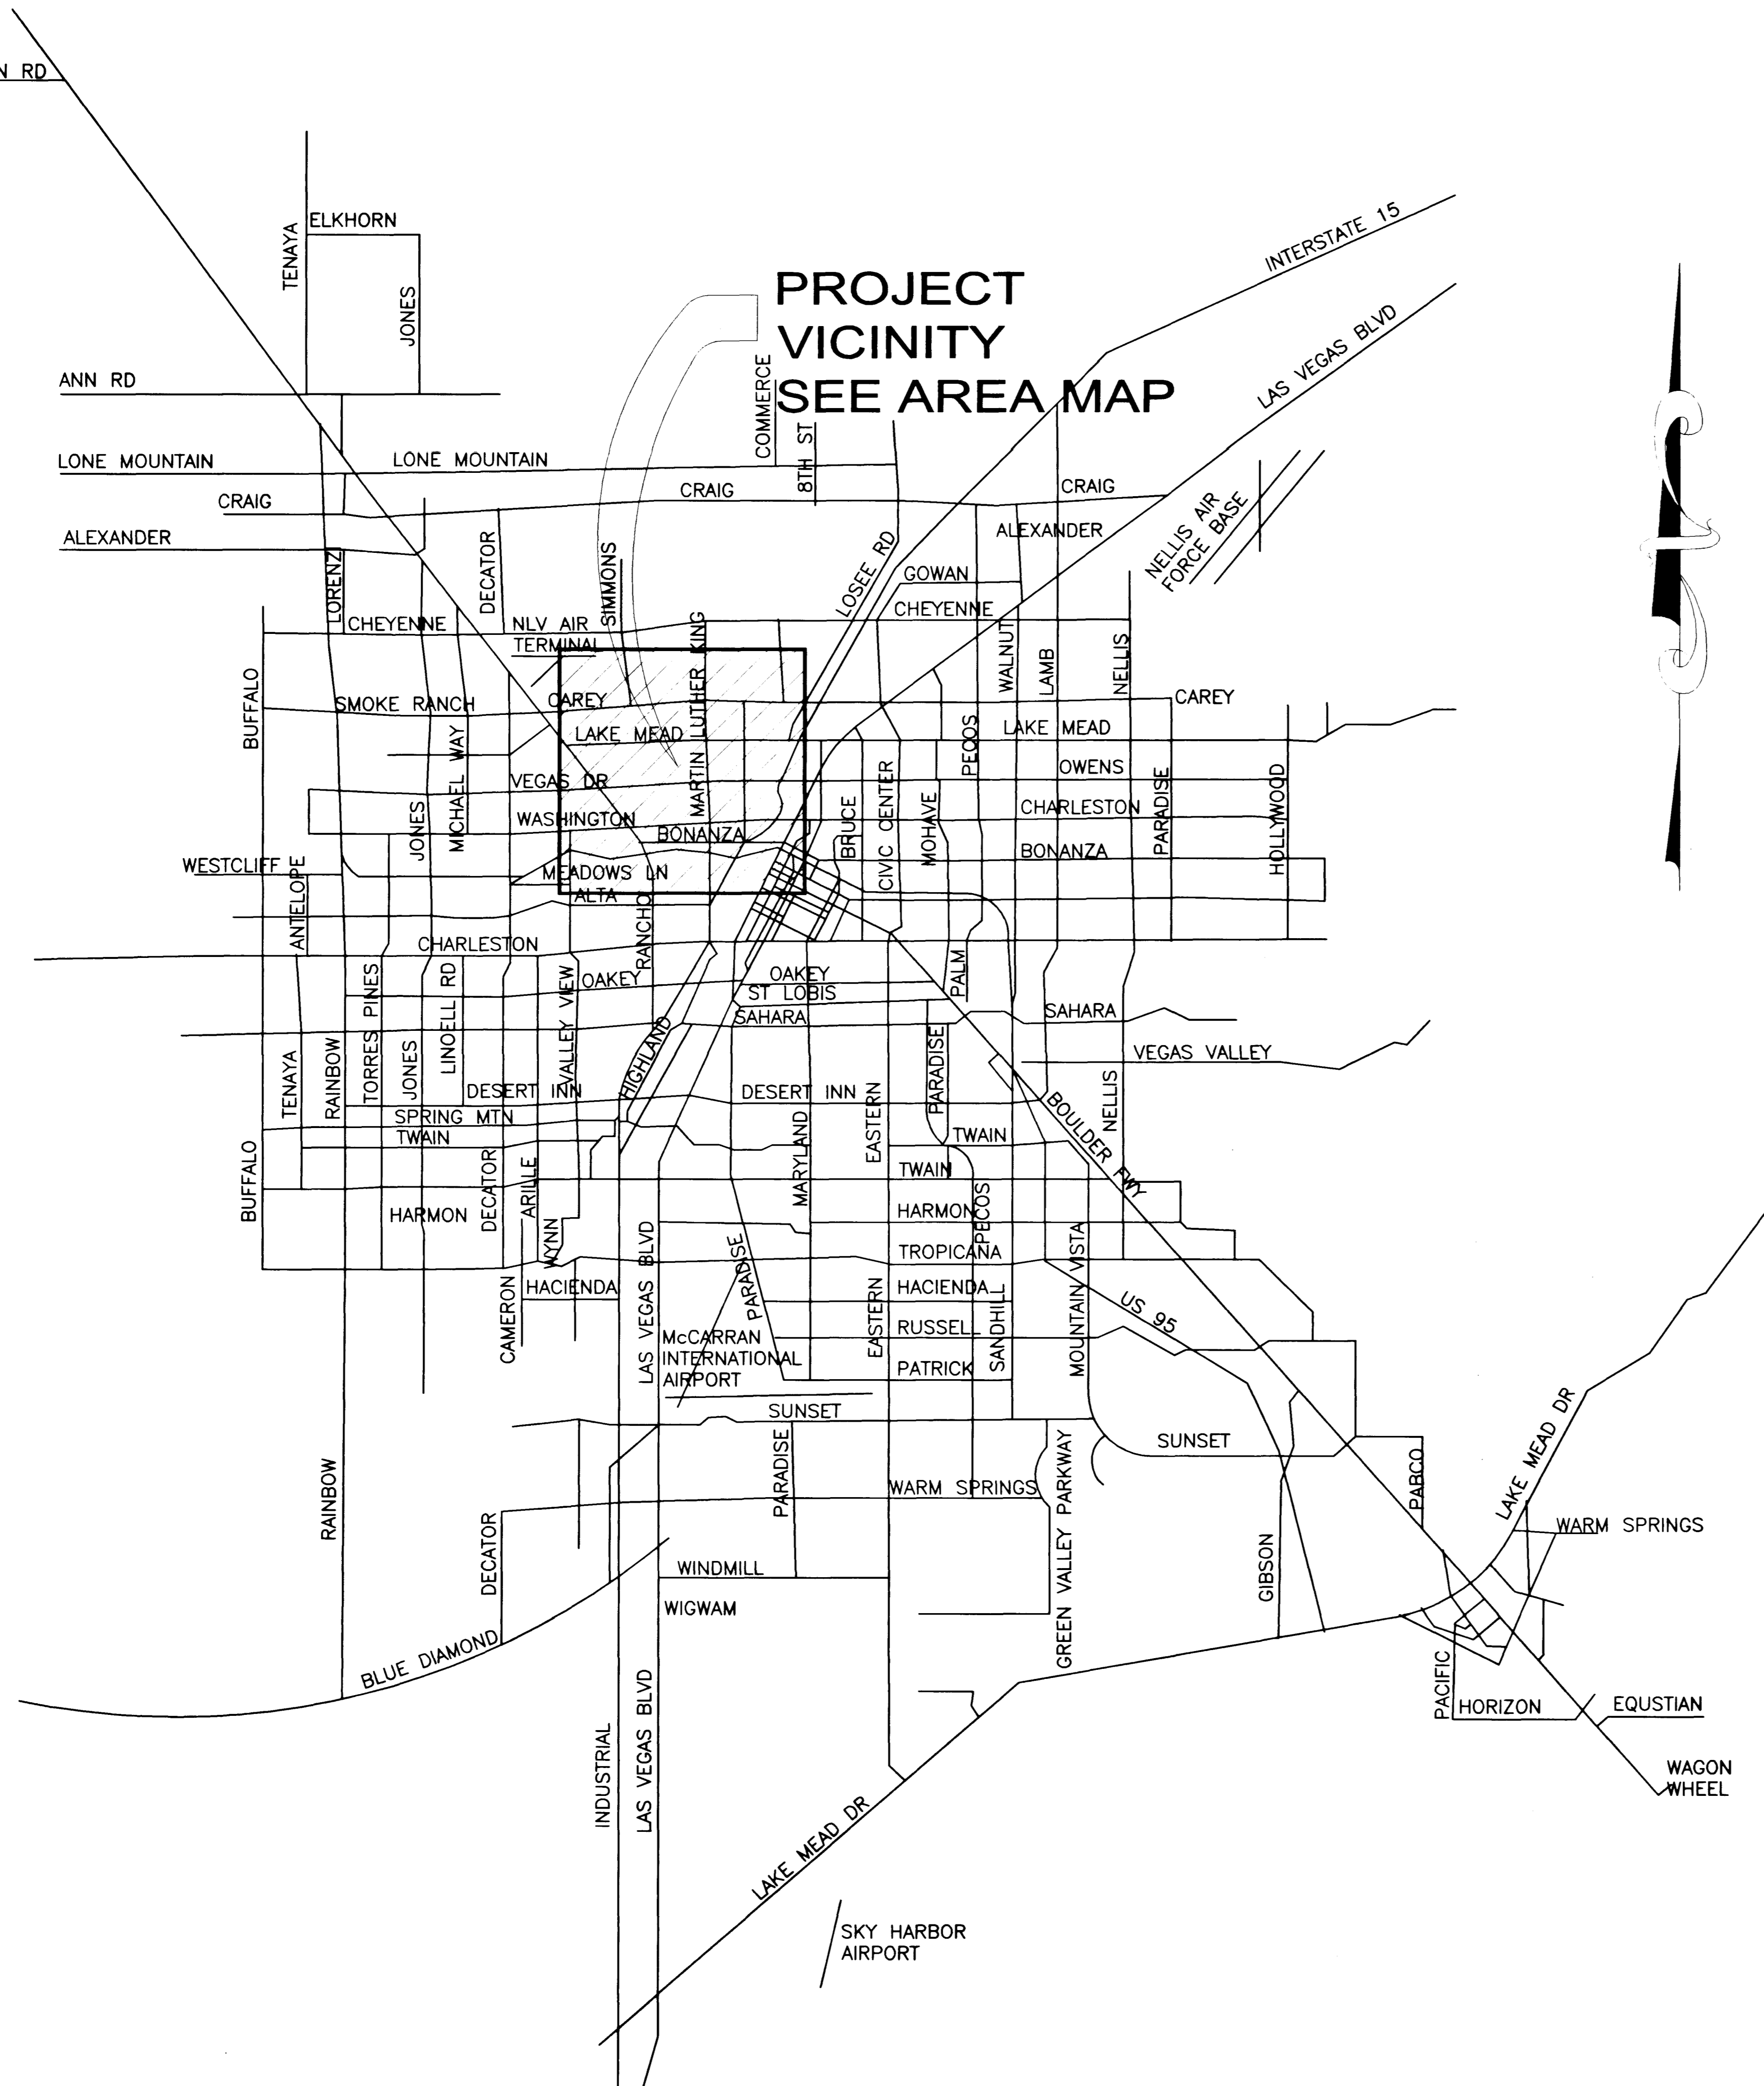 N RD
ELKHORN
TENAYA
JONES
INTERSTATE 15
PROJECT
VICINITY
SEE AREA MAP
LAS VEGAS BLVD
ANN RD
COMMERCE
8TH ST
LONE MOUNTAIN
LONE MOUNTAIN
CRAIG
CRAIG
CRAIG
NELLIS AIR
FORCE BASE
ALEXANDER
ALEXANDER
LORENZ
DECATOR
SIMMONS
LOSEE RD
GOWAN
CHEYENNE
CHEYENNE
NLV AIR
TERMINAL
MARTIN LUTHER KING
WALNUT
LAMB
NELLIS
BUFFALO
SMOKE RANCH
CAREY
CAREY
LAKE MEAD
LAKE MEAD
PECOS
MICHAEL WAY
VEGAS DR
OWENS
PARADISE
HOLLYWOOD
JONES
WASHINGTON
BRUCE
CIVIC CENTER
MOHAVE
CHARLESTON
BONANZA
BONANZA
WESTCLIFF
ANTELOPE
MEADOWS LN
ALTA
RANCHO
CHARLESTON
OAKEY
OAKEY
ST LOBIS
PALM
SAHARA
SAHARA
TORRES PINES
LINOELL RD
VALLEY VIEW
HIGHLAND
TENAYA
RAINBOW
JONES
PARADISE
VEGAS VALLEY
DESERT INN
DESERT INN
EASTERN
NELLIS
BOULDER FWY
SPRING MTN
TWAIN
TWAIN
TWAIN
MARYLAND
BUFFALO
DECATOR
ARILLE
HARMON
HARMON
PECOS
WYNN
TROPICANA
PARADISE
MOUNTAIN VISTA
CAMERON
HACIENDA
LAS VEGAS BLVD
HACIENDA
US 95
EASTERN
RUSSELL
SANDHILL
McCARRAN
INTERNATIONAL
AIRPORT
PATRICK
SUNSET
SUNSET
LAKE MEAD DR
RAINBOW
PARADISE
WARM SPRINGS
GREEN VALLEY PARKWAY
PABCO
WARM SPRINGS
DECATOR
WINDMILL
GIBSON
WIGWAM
BLUE DIAMOND
PACIFIC
HORIZON
EQUSTIAN
INDUSTRIAL
LAS VEGAS BLVD
WAGON
WHEEL
LAKE MEAD DR
SKY HARBOR
AIRPORT